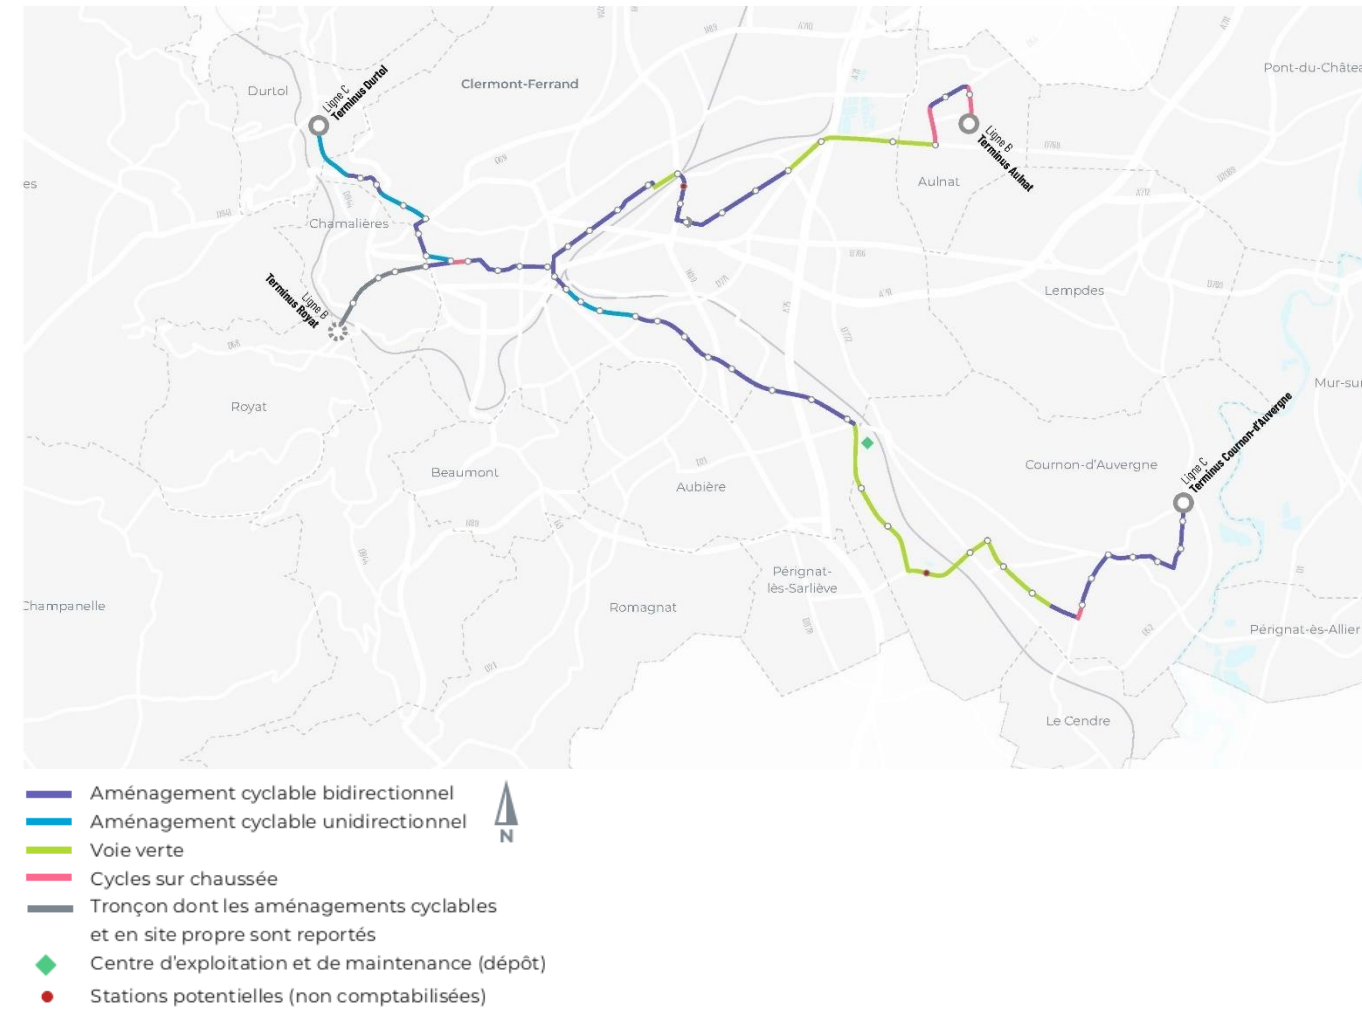 Clermont-Ferrand
Durtol
Ligne C
Terminus Durtol
Pont-du-Châtea
Ligne B
Terminus Aulnat
Aulnat
es
Chamalières
Ligne B
Terminus Royat
Lempdes
Mur-sur
Royat
Ligne C
Terminus Cournon-d'Auvergne
Cournon-d'Auvergne
Beaumont
Aubière
Pérignat-
lès-Sarliève
Champanelle
Romagnat
Pérignat-ès-Allier
Le Cendre
Aménagement cyclable bidirectionnel
Aménagement cyclable unidirectionnel
Voie verte
Cycles sur chaussée
Tronçon dont les aménagements cyclables
et en site propre sont reportés
Centre d'exploitation et de maintenance (dépôt)
Stations potentielles (non comptabilisées)
N